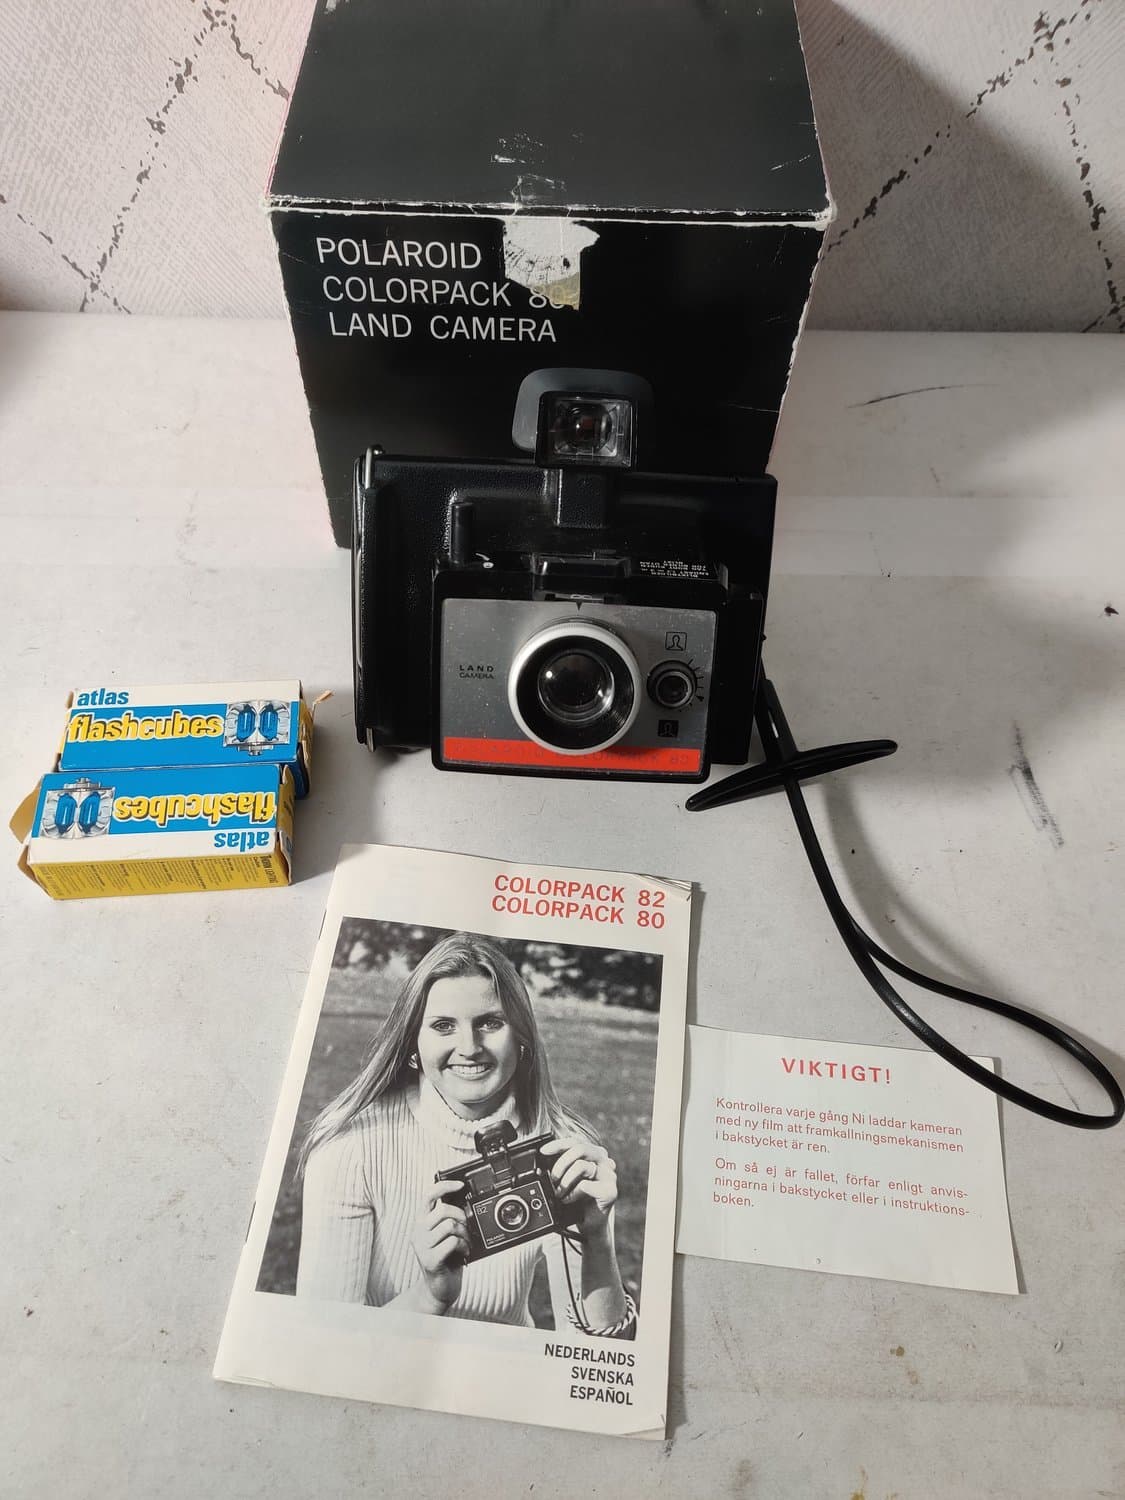 POLAROID
COLORPACK 80
LAND CAMERA
LAND
CAMERA
atlas
flashcubes
flashcubes
atlas
COLORPACK 82
COLORPACK 80
82
POLAROID
NEDERLANDS
SVENSKA
ESPAÑOL
VIKTIGT!
Kontrollera varje gång Ni laddar kameran
med ny film att framkallningsmekanismen
i bakstycket är ren.
Om så ej är fallet, förfar enligt anvis-
ningarna i bakstycket eller i instruktions-
boken.